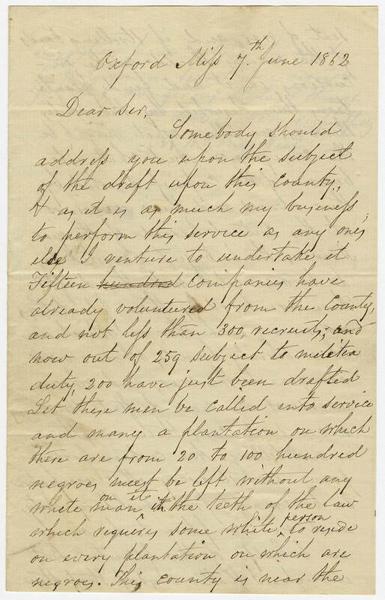 Oxford Miss 7th June 1862
Dear Sir,
Somebody should
address you upon the subject
of the draft upon this County,
& as it is as much my business
to perform this service as any ones
else I venture to undertake it
Fifteen hundred companies have
already voluntured from the County,
and not less than 300 recruits, and
now out of 259 subject to militia
duty, 200 have just been drafted
Let these men be called into service
and many a plantation on which
there are from 20 to 100 hundred
negroes must be left without any
white man on it in the teeth of the law
which requires some white person to reside
on every plantation on which are
negroes. This county is near the